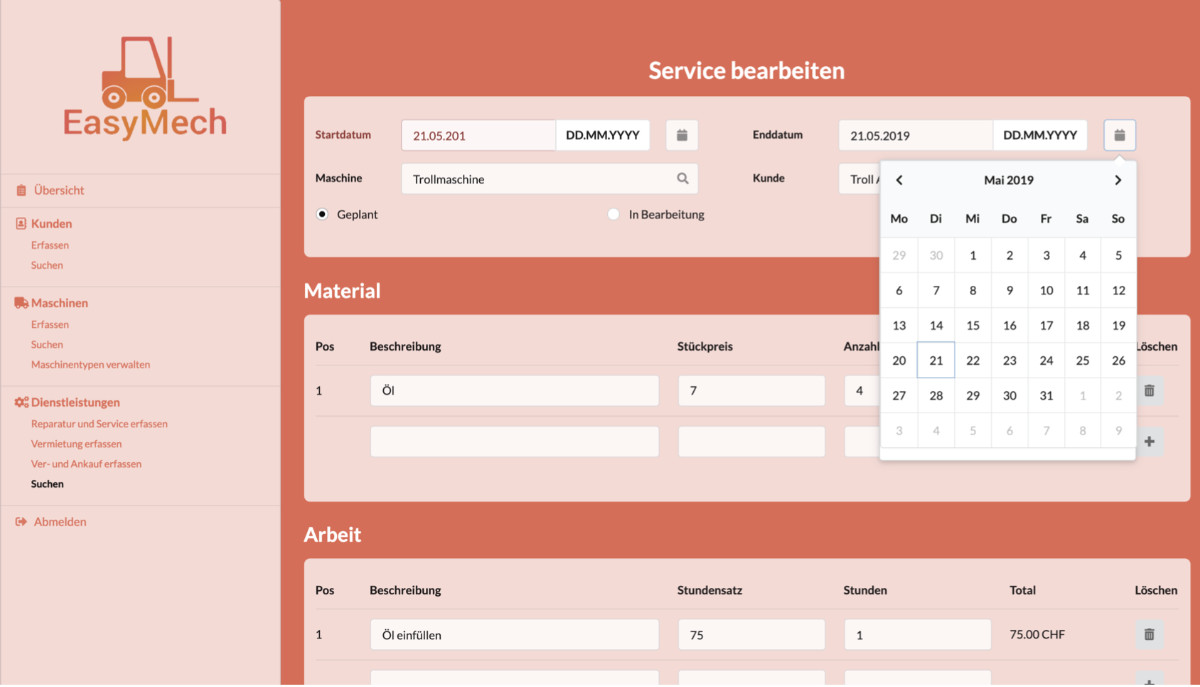 EasyMech
Übersicht
Kunden
Erfassen
Suchen
Maschinen
Erfassen
Suchen
Maschinentypen verwalten
Dienstleistungen
Reparatur und Service erfassen
Vermietung erfassen
Ver- und Ankauf erfassen
Suchen
Abmelden
Service bearbeiten
Startdatum 21.05.201 DD.MM.YYYY Enddatum 21.05.2019 DD.MM.YYYY
Maschine Trollmaschine Kunde Troll
Geplant In Bearbeitung
Mai 2019
Mo Di Mi Do Fr Sa So
29 30 1 2 3 4 5
6 7 8 9 10 11 12
13 14 15 16 17 18 19
20 21 22 23 24 25 26
27 28 29 30 31 1 2
3 4 5 6 7 8 9
Material
Pos Beschreibung Stückpreis Anzahl Löschen
1 Öl 7 4
Arbeit
Pos Beschreibung Stundensatz Stunden Total Löschen
1 Öl einfüllen 75 1 75.00 CHF